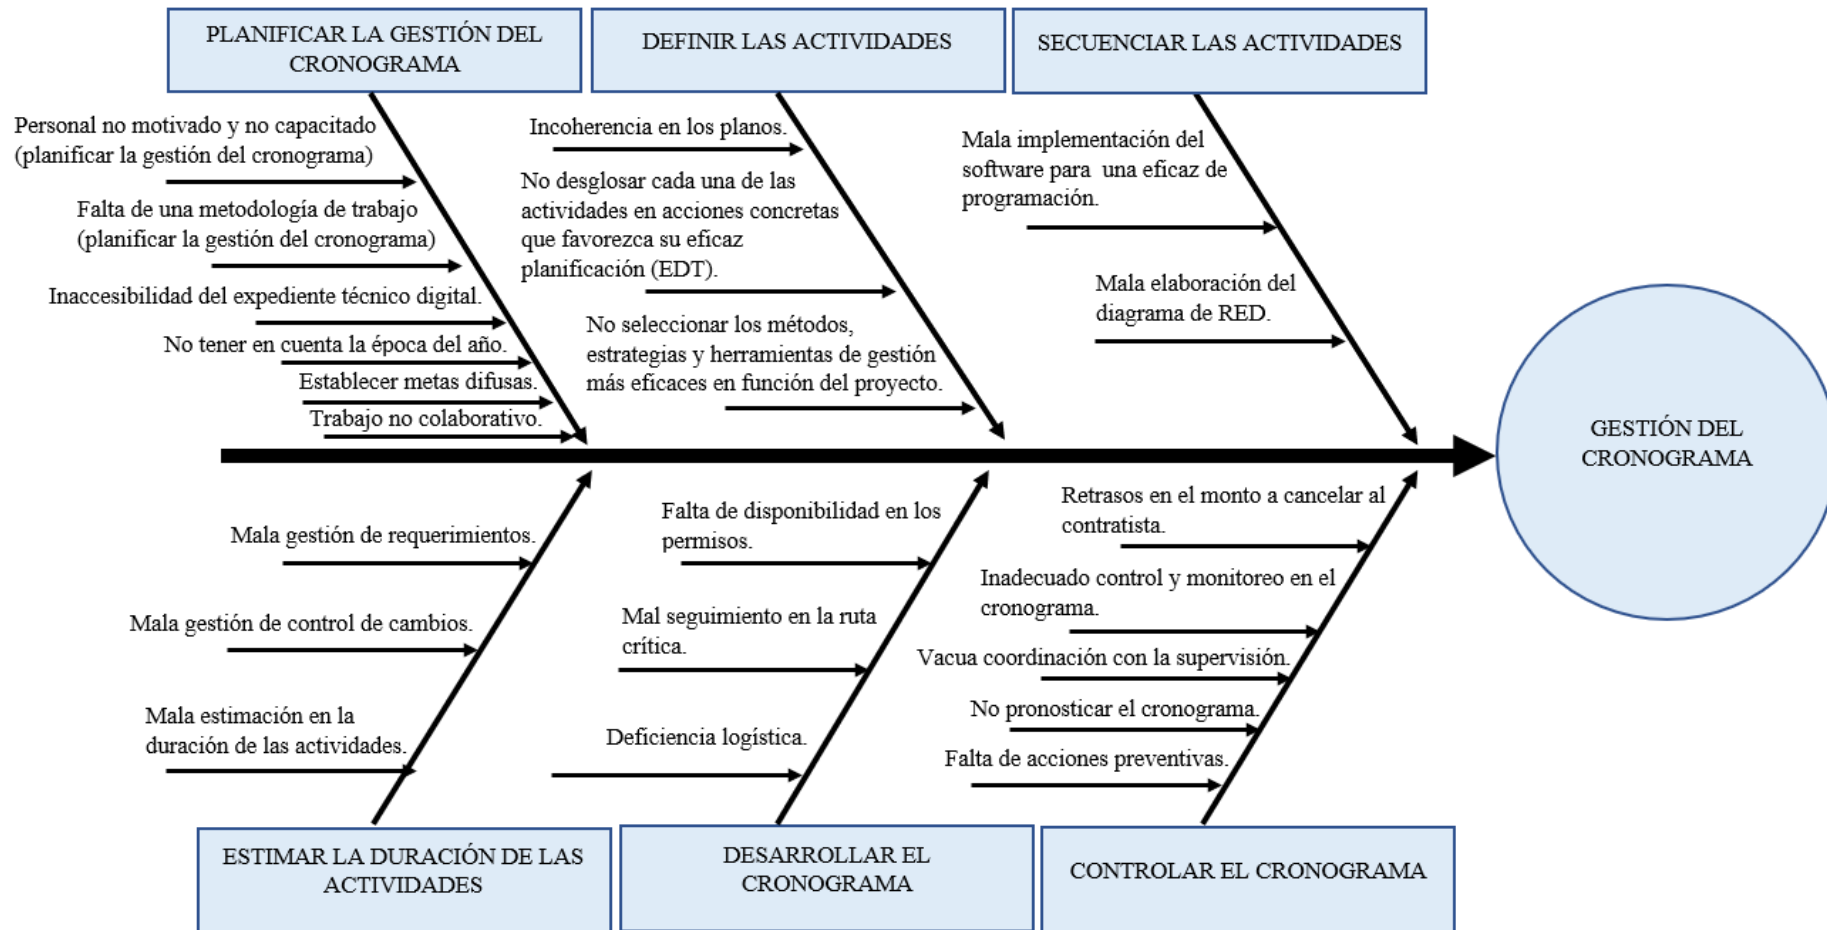 PLANIFICAR LA GESTIÓN DEL
CRONOGRAMA
DEFINIR LAS ACTIVIDADES
SECUENCIAR LAS ACTIVIDADES
Personal no motivado y no capacitado
(planificar la gestión del cronograma)
Falta de una metodología de trabajo
(planificar la gestión del cronograma)
Inaccesibilidad del expediente técnico digital.
No tener en cuenta la época del año.
Establecer metas difusas.
Trabajo no colaborativo.
Incoherencia en los planos.
No desglosar cada una de las
actividades en acciones concretas
que favorezca su eficaz
planificación (EDT).
No seleccionar los métodos,
estrategias y herramientas de gestión
más eficaces en función del proyecto.
Mala implementación del
software para una eficaz de
programación.
Mala elaboración del
diagrama de RED.
GESTIÓN DEL
CRONOGRAMA
Mala gestión de requerimientos.
Mala gestión de control de cambios.
Mala estimación en la
duración de las actividades.
Falta de disponibilidad en los
permisos.
Mal seguimiento en la ruta
crítica.
Deficiencia logística.
Retrasos en el monto a cancelar al
contratista.
Inadecuado control y monitoreo en el
cronograma.
Vacua coordinación con la supervisión.
No pronosticar el cronograma.
Falta de acciones preventivas.
ESTIMAR LA DURACIÓN DE LAS
ACTIVIDADES
DESARROLLAR EL
CRONOGRAMA
CONTROLAR EL CRONOGRAMA